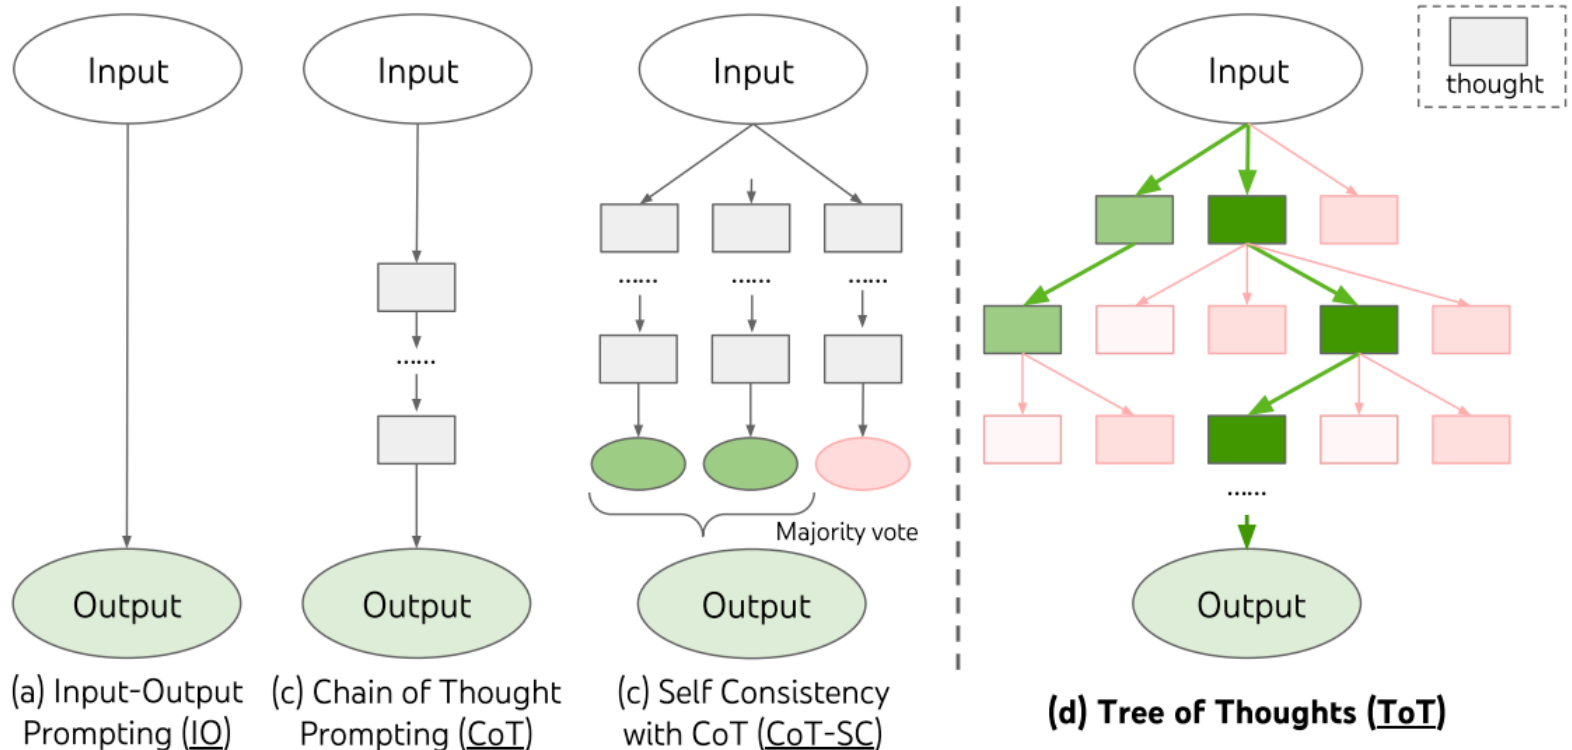 Input
Input
Input
Input
thought
......
......
......
......
......
Majority vote
Output
Output
Output
Output
(a) Input-Output
Prompting (IO)
(c) Chain of Thought
Prompting (CoT)
(c) Self Consistency
with CoT (CoT-SC)
(d) Tree of Thoughts (ToT)